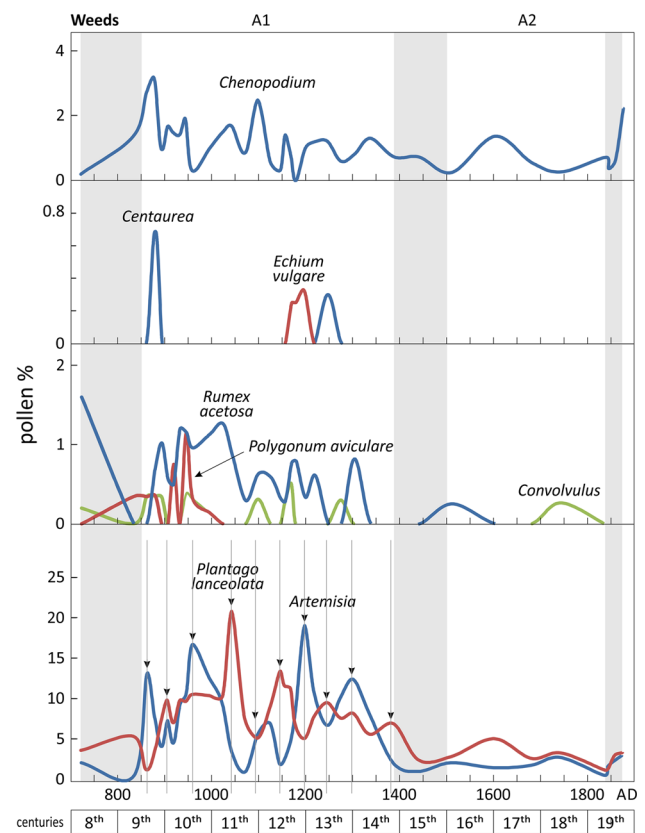 Weeds A1 A2
4
2
0
Chenopodium
0.8
0
Centaurea
Echium
vulgare
pollen %
2
1
0
Rumex
acetosa
Polygonum aviculare
Convolvulus
25
20
15
10
5
0
Plantago
lanceolata
Artemisia
800 1000 1200 1400 1600 1800 AD
centuries 8th 9th 10th 11th 12th 13th 14th 15th 16th 17th 18th 19th